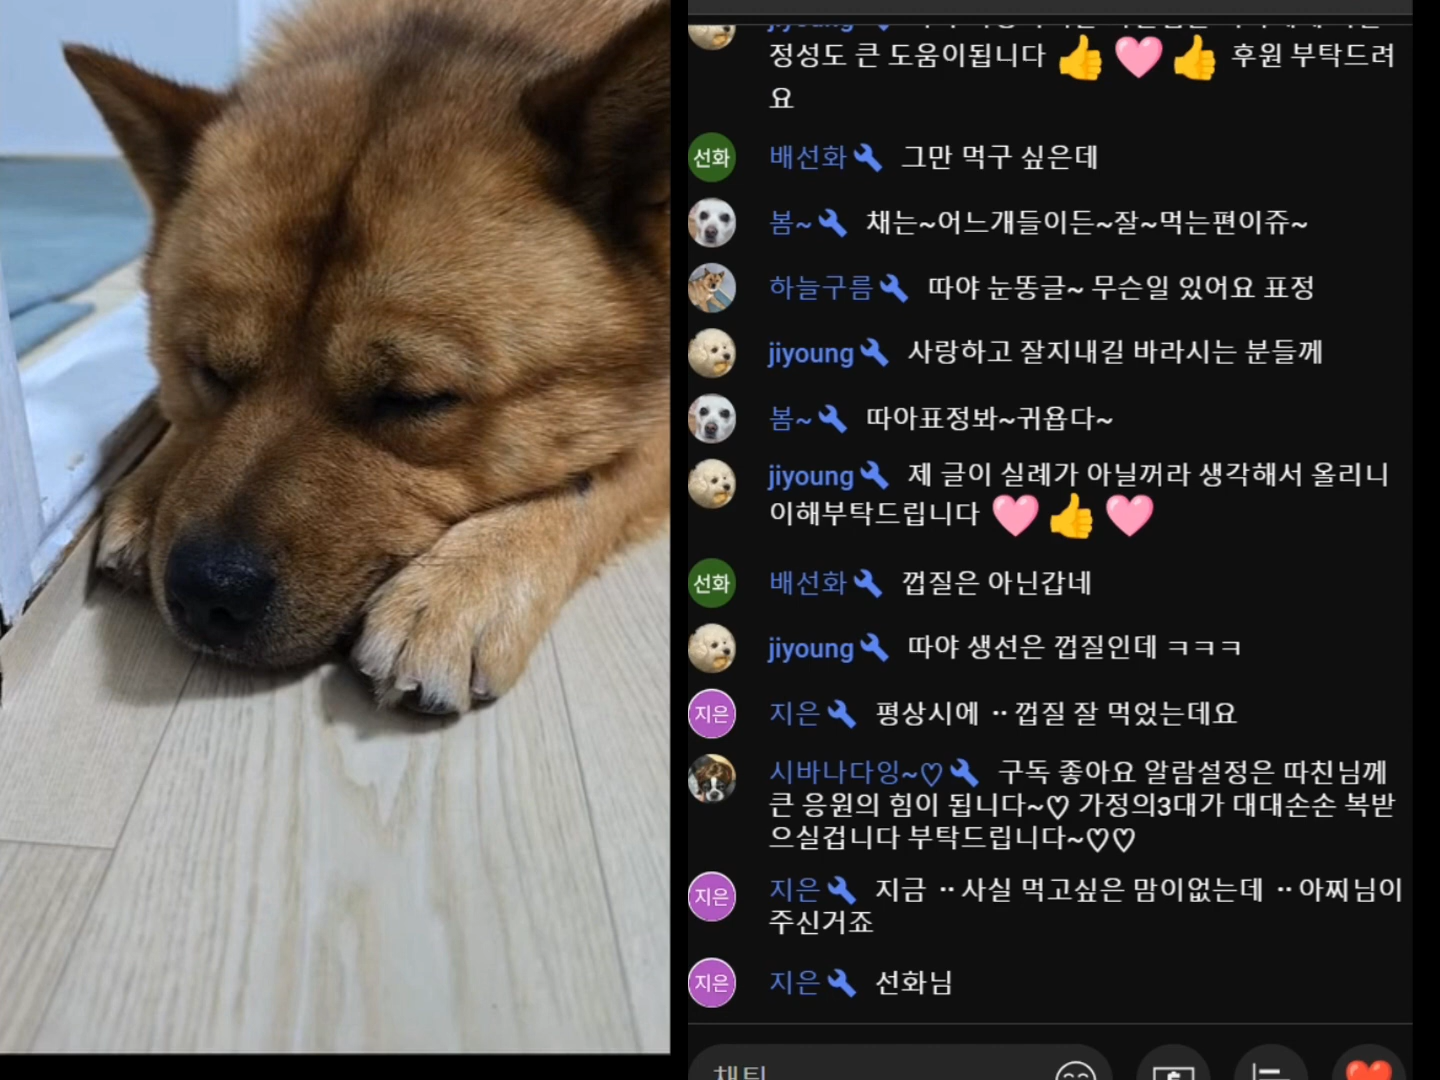 jiyoung
정성도 큰 도움이됩니다 👍🩷👍 후원 부탁드려
요
선화 배선화 그만 먹구 싶은데
봄~ 채는~어느개들이든~잘~먹는편이쥬~
하늘구름 따야 눈똥글~ 무슨일 있어요 표정
jiyoung 사랑하고 잘지내길 바라시는 분들께
봄~ 따아표정봐~귀욥다~
jiyoung 제 글이 실례가 아닐꺼라 생각해서 올리니
이해부탁드립니다 🩷👍🩷
선화 배선화 껍질은 아닌갑네
jiyoung 따야 생선은 껍질인데 ㅋㅋㅋ
지은 지은 평상시에 ··껍질 잘 먹었는데요
시바나다잉~♡ 구독 좋아요 알람설정은 따친님께
큰 응원의 힘이 됩니다~♡ 가정의3대가 대대손손 복받
으실겁니다 부탁드립니다~♡♡
지은 지은 지금 ··사실 먹고싶은 맘이없는데 ··아찌님이
주신거죠
지은 지은 선화님
채팅